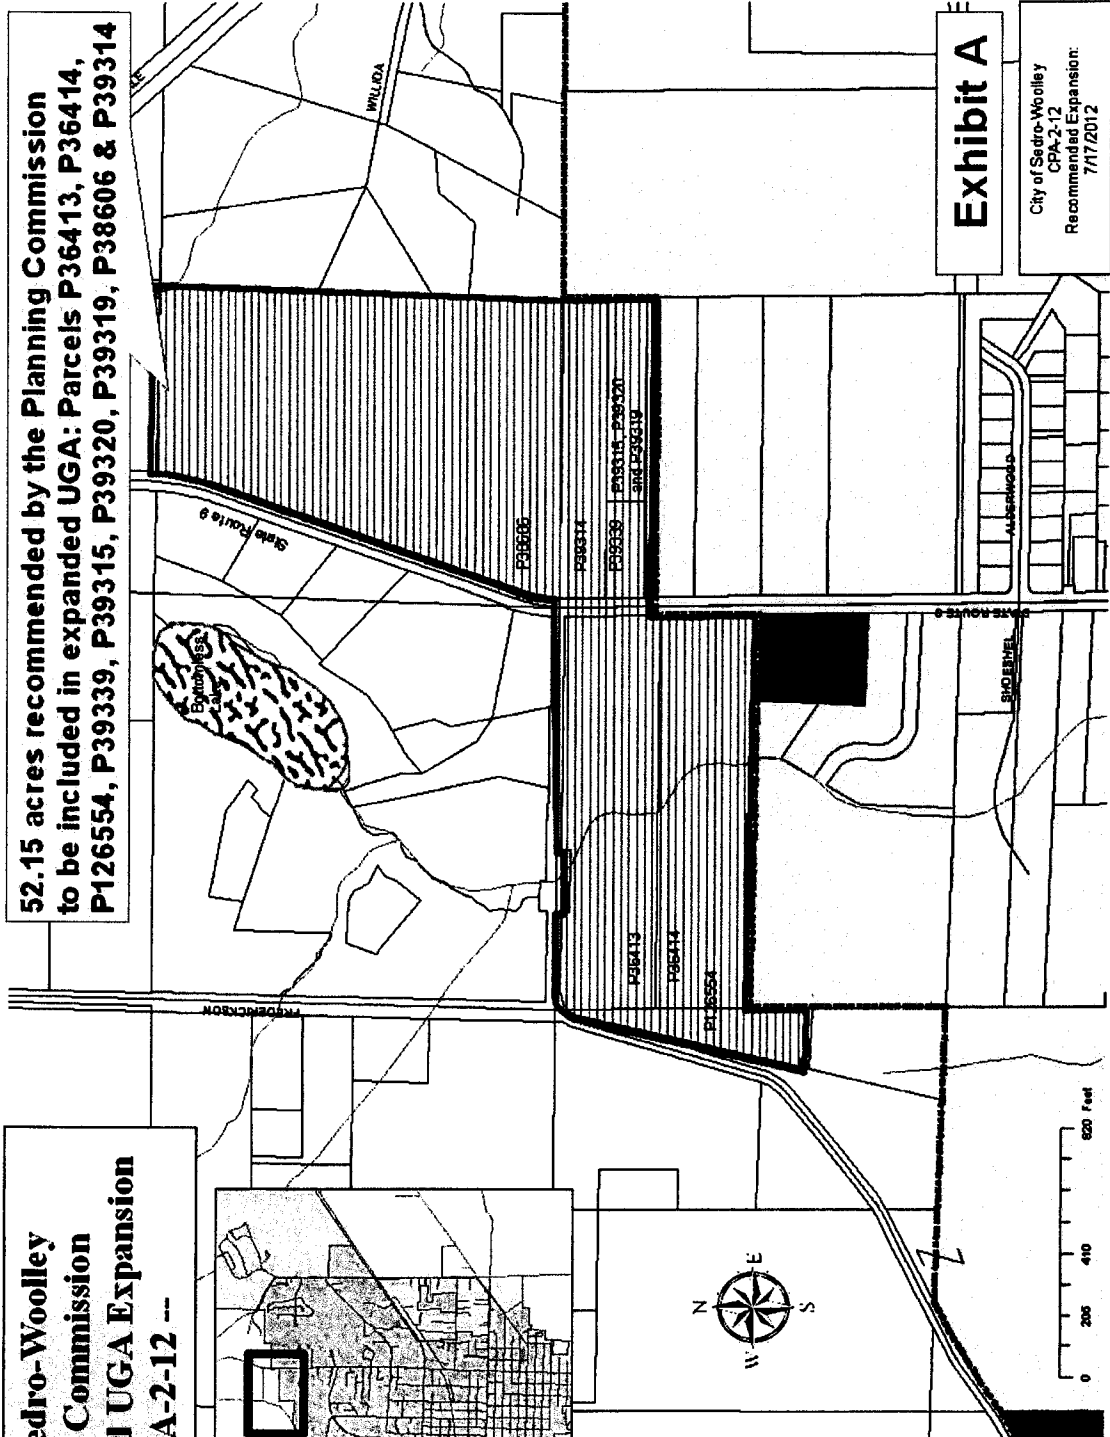 52.15 acres recommended by the Planning Commission
to be included in expanded UGA: Parcels P36413, P36414,
P126554, P39339, P39315, P39320, P39319, P38606 & P39314
edro-Woolley
Commission
d UGA Expansion
A-2-12 --
FREDERICKSON
Bottomless
Lake
State Route 9
WILLIDA
LE
P38606
P39314
P39339
P39315, P39320
and P39319
P36413
P36414
P126554
STATE ROUTE 9
SHOESHEL
ALDERWOOD
N
W
E
S
0
205
410
820 Feet
Exhibit A
City of Sedro-Woolley
CPA-2-12
Recommended Expansion:
7/17/2012